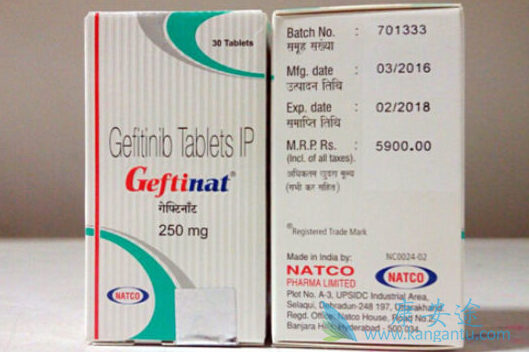 30 Tablets
Gefitinib Tablets IP
Geftinat®
गेफ्टिनॅट
250 mg
NATCO
Batch No. : 701333
समूह संख्या
Mfg. date : 03/2016
उत्पादन तिथि
Exp. date : 02/2018
समाप्ति तिथि
M.R.P. Rs. : 5900.00
(Incl. of all taxes).
अधिकतम खुदरा मूल्य
(सभी कर सहित)
®Registered Trade Mark
Made in India by: NC0024-02
NATCO
PHARMA LIMITED
NATCO
Plot No. A-3, UPSIDC Industrial Area,
Selaqui, Dehradun-248 197, Uttarakhand.
Regd. Office: Natco House, Road No.2,
Banjara Hills, Hyderabad - 500 034.
康安途
www.kangantu.com